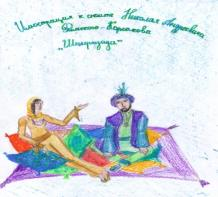 Иллюстрация к сюите Николая Андреевича
Римского-Корсакова
„Шехеразада"